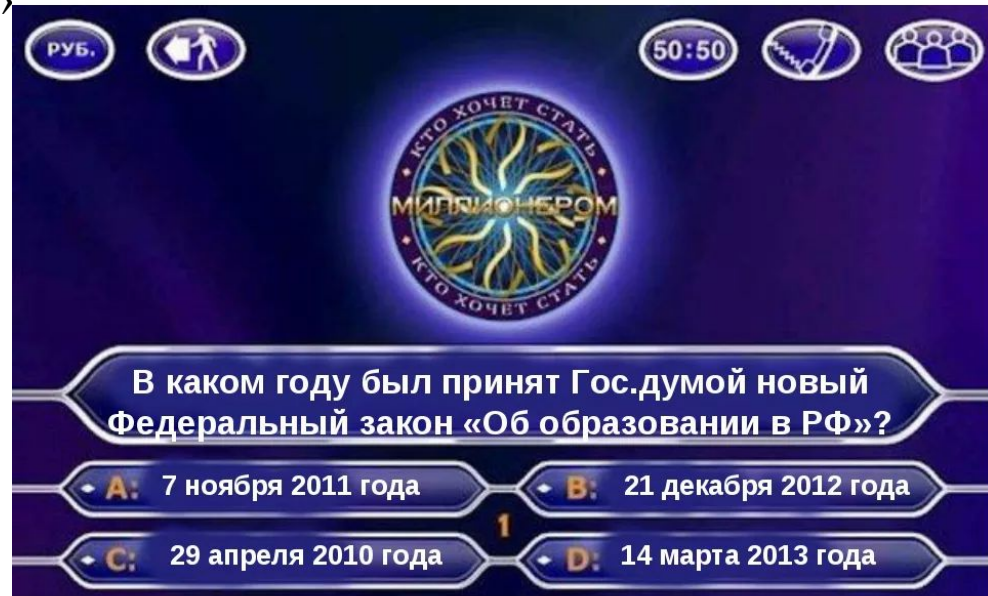 РУБ.
50:50
КТО ХОЧЕТ СТАТЬ
МИЛЛИОНЕРОМ
КТО ХОЧЕТ СТАТЬ
В каком году был принят Гос.думой новый
Федеральный закон «Об образовании в РФ»?
A: 7 ноября 2011 года
B: 21 декабря 2012 года
1
C: 29 апреля 2010 года
D: 14 марта 2013 года